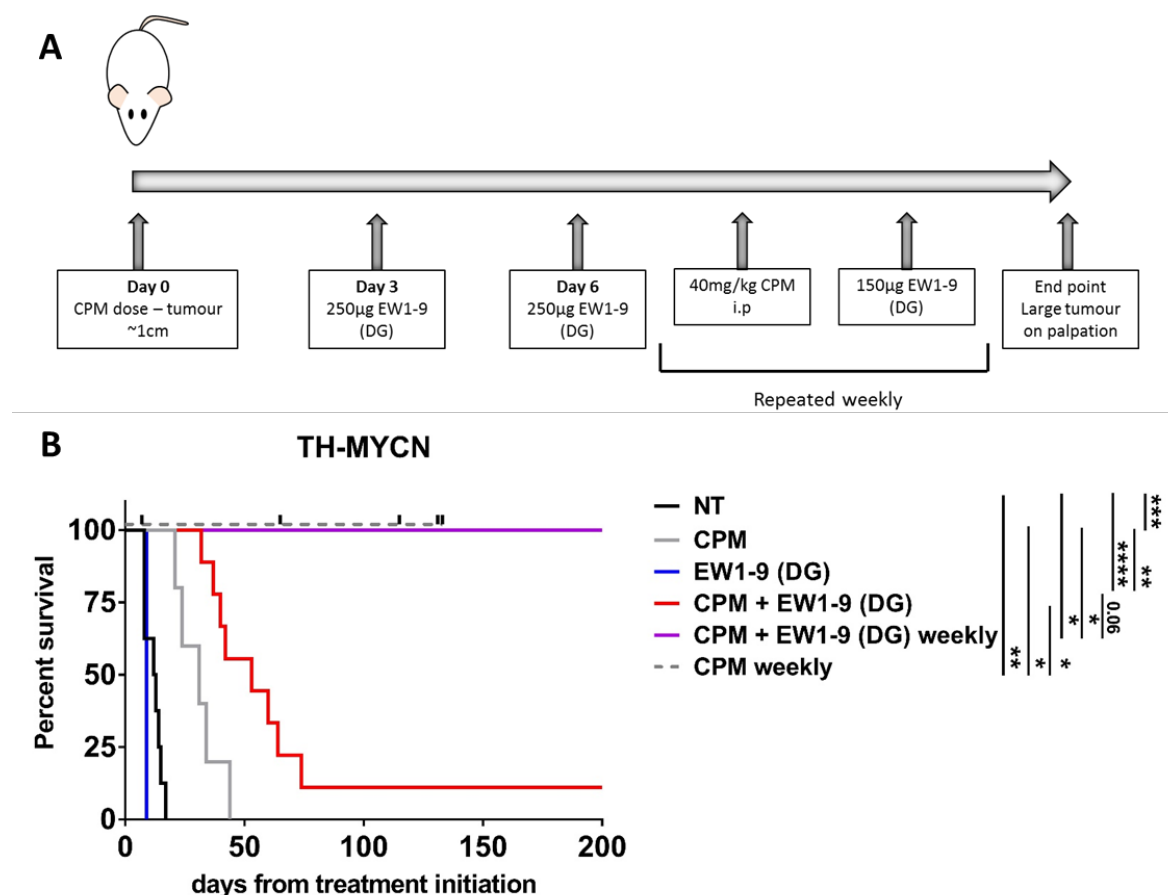 A
Day 0
CPM dose – tumour
~1cm
Day 3
250µg EW1-9
(DG)
Day 6
250µg EW1-9
(DG)
40mg/kg CPM
i.p
150µg EW1-9
(DG)
End point
Large tumour
on palpation
Repeated weekly
B
TH-MYCN
Percent survival
100
75
50
25
0
0
50
100
150
200
days from treatment initiation
NT
CPM
EW1-9 (DG)
CPM + EW1-9 (DG)
CPM + EW1-9 (DG) weekly
CPM weekly
**
*
*
*
*
0.06
****
**
***